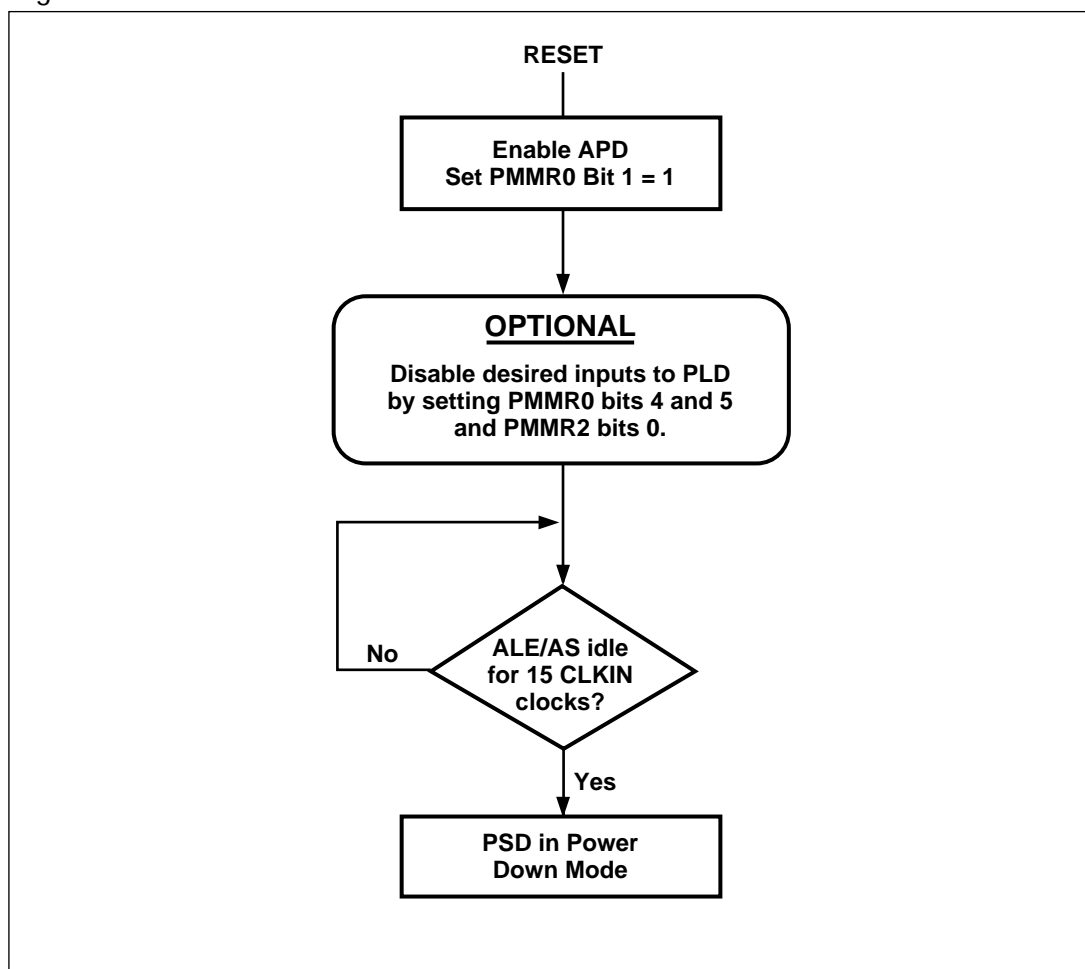 RESET
Enable APD
Set PMMR0 Bit 1 = 1
OPTIONAL
Disable desired inputs to PLD
by setting PMMR0 bits 4 and 5
and PMMR2 bits 0.
ALE/AS idle
for 15 CLKIN
clocks?
No
Yes
PSD in Power
Down Mode